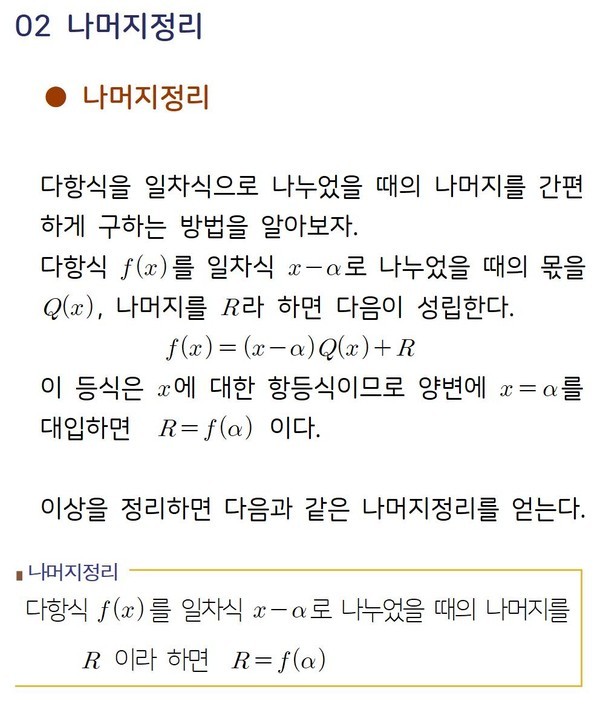 02 나머지정리
● 나머지정리
다항식을 일차식으로 나누었을 때의 나머지를 간편
하게 구하는 방법을 알아보자.
다항식 f(x)를 일차식 x−α로 나누었을 때의 몫을
Q(x), 나머지를 R라 하면 다음이 성립한다.
f(x)=(x−α)Q(x)+R
이 등식은 x에 대한 항등식이므로 양변에 x=α를
대입하면 R=f(α) 이다.
이상을 정리하면 다음과 같은 나머지정리를 얻는다.
나머지정리
다항식 f(x)를 일차식 x−α로 나누었을 때의 나머지를
R 이라 하면 R=f(α)